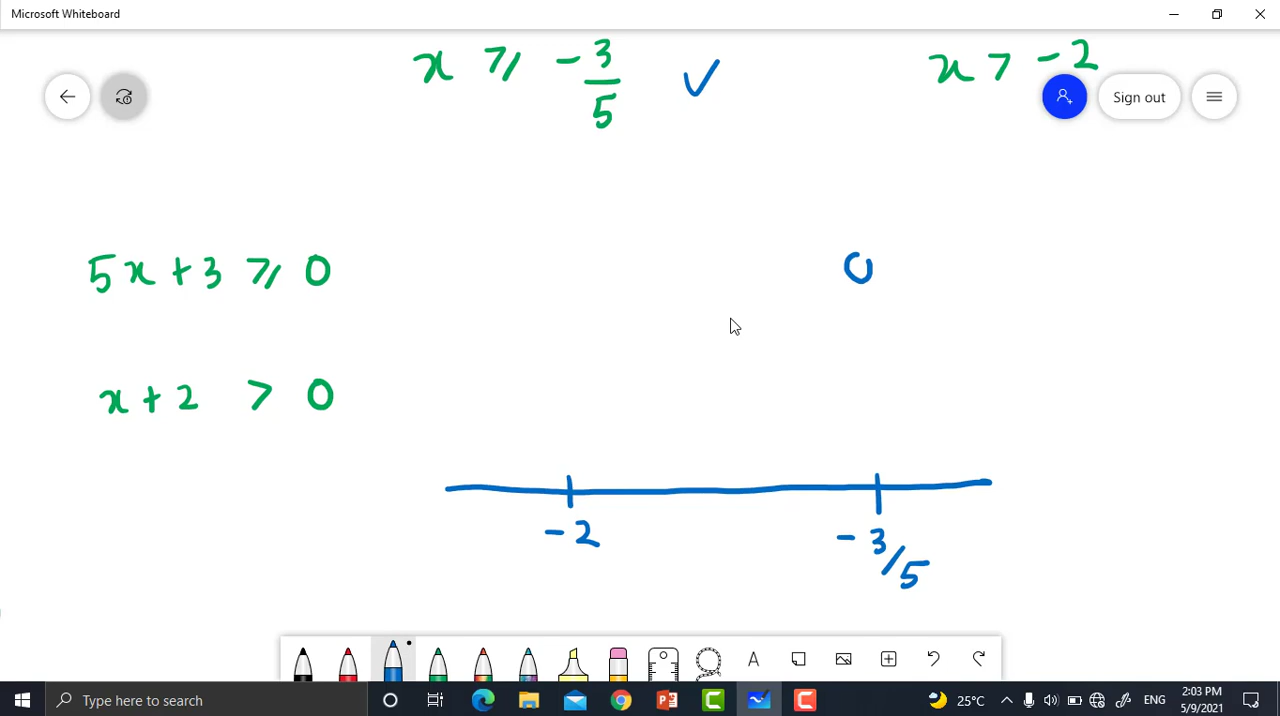 Microsoft Whiteboard
x ⩾ -3/5 ✓
x > -2
Sign out
5x + 3 ⩾ 0
0
x + 2 > 0
-2
-3/5
A
Type here to search
25°C
ENG
2:03 PM
5/9/2021